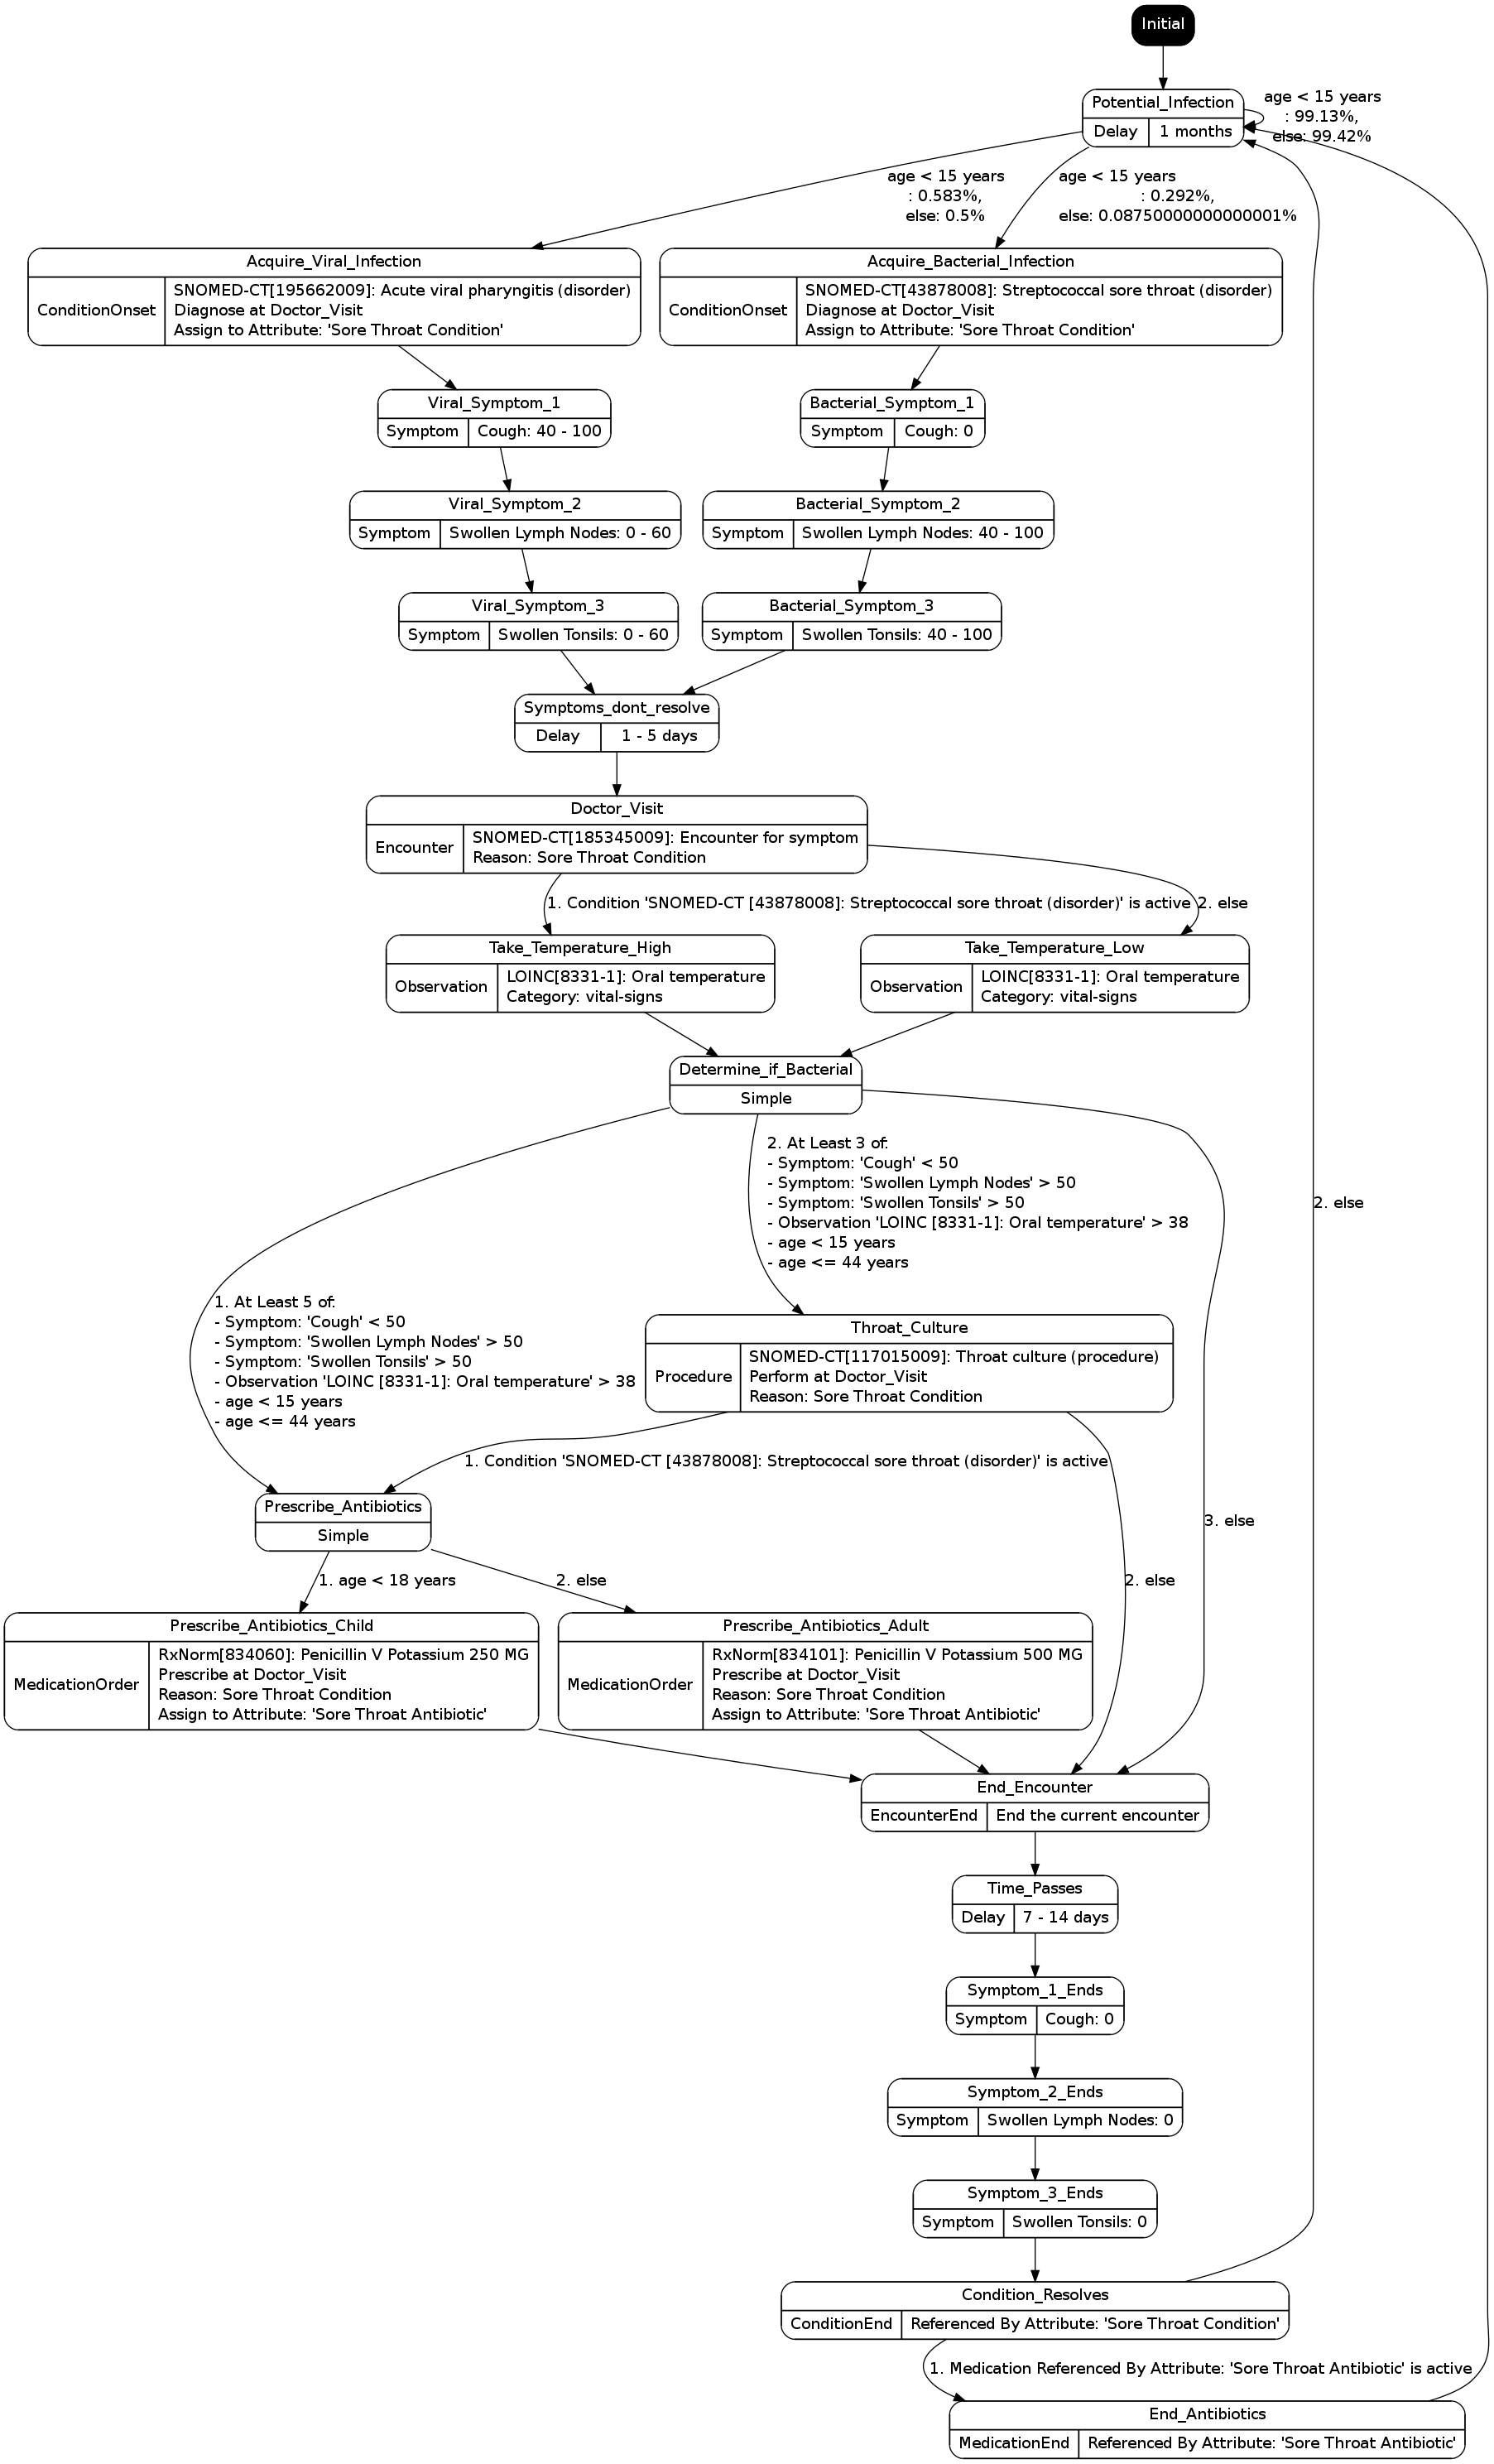 Initial
Potential_Infection
Delay
1 months
age < 15 years
: 99.13%,
else: 99.42%
age < 15 years
: 0.583%,
else: 0.5%
age < 15 years
: 0.292%,
else: 0.08750000000000001%
Acquire_Viral_Infection
ConditionOnset
SNOMED-CT[195662009]: Acute viral pharyngitis (disorder)
Diagnose at Doctor_Visit
Assign to Attribute: 'Sore Throat Condition'
Acquire_Bacterial_Infection
ConditionOnset
SNOMED-CT[43878008]: Streptococcal sore throat (disorder)
Diagnose at Doctor_Visit
Assign to Attribute: 'Sore Throat Condition'
Viral_Symptom_1
Symptom
Cough: 40 - 100
Bacterial_Symptom_1
Symptom
Cough: 0
Viral_Symptom_2
Symptom
Swollen Lymph Nodes: 0 - 60
Bacterial_Symptom_2
Symptom
Swollen Lymph Nodes: 40 - 100
Viral_Symptom_3
Symptom
Swollen Tonsils: 0 - 60
Bacterial_Symptom_3
Symptom
Swollen Tonsils: 40 - 100
Symptoms_dont_resolve
Delay
1 - 5 days
Doctor_Visit
Encounter
SNOMED-CT[185345009]: Encounter for symptom
Reason: Sore Throat Condition
1. Condition 'SNOMED-CT [43878008]: Streptococcal sore throat (disorder)' is active
2. else
Take_Temperature_High
Observation
LOINC[8331-1]: Oral temperature
Category: vital-signs
Take_Temperature_Low
Observation
LOINC[8331-1]: Oral temperature
Category: vital-signs
Determine_if_Bacterial
Simple
2. At Least 3 of:
- Symptom: 'Cough' < 50
- Symptom: 'Swollen Lymph Nodes' > 50
- Symptom: 'Swollen Tonsils' > 50
- Observation 'LOINC [8331-1]: Oral temperature' > 38
- age < 15 years
- age <= 44 years
2. else
1. At Least 5 of:
- Symptom: 'Cough' < 50
- Symptom: 'Swollen Lymph Nodes' > 50
- Symptom: 'Swollen Tonsils' > 50
- Observation 'LOINC [8331-1]: Oral temperature' > 38
- age < 15 years
- age <= 44 years
Throat_Culture
Procedure
SNOMED-CT[117015009]: Throat culture (procedure)
Perform at Doctor_Visit
Reason: Sore Throat Condition
1. Condition 'SNOMED-CT [43878008]: Streptococcal sore throat (disorder)' is active
Prescribe_Antibiotics
Simple
3. else
1. age < 18 years
2. else
2. else
Prescribe_Antibiotics_Child
MedicationOrder
RxNorm[834060]: Penicillin V Potassium 250 MG
Prescribe at Doctor_Visit
Reason: Sore Throat Condition
Assign to Attribute: 'Sore Throat Antibiotic'
Prescribe_Antibiotics_Adult
MedicationOrder
RxNorm[834101]: Penicillin V Potassium 500 MG
Prescribe at Doctor_Visit
Reason: Sore Throat Condition
Assign to Attribute: 'Sore Throat Antibiotic'
End_Encounter
EncounterEnd
End the current encounter
Time_Passes
Delay
7 - 14 days
Symptom_1_Ends
Symptom
Cough: 0
Symptom_2_Ends
Symptom
Swollen Lymph Nodes: 0
Symptom_3_Ends
Symptom
Swollen Tonsils: 0
Condition_Resolves
ConditionEnd
Referenced By Attribute: 'Sore Throat Condition'
1. Medication Referenced By Attribute: 'Sore Throat Antibiotic' is active
End_Antibiotics
MedicationEnd
Referenced By Attribute: 'Sore Throat Antibiotic'